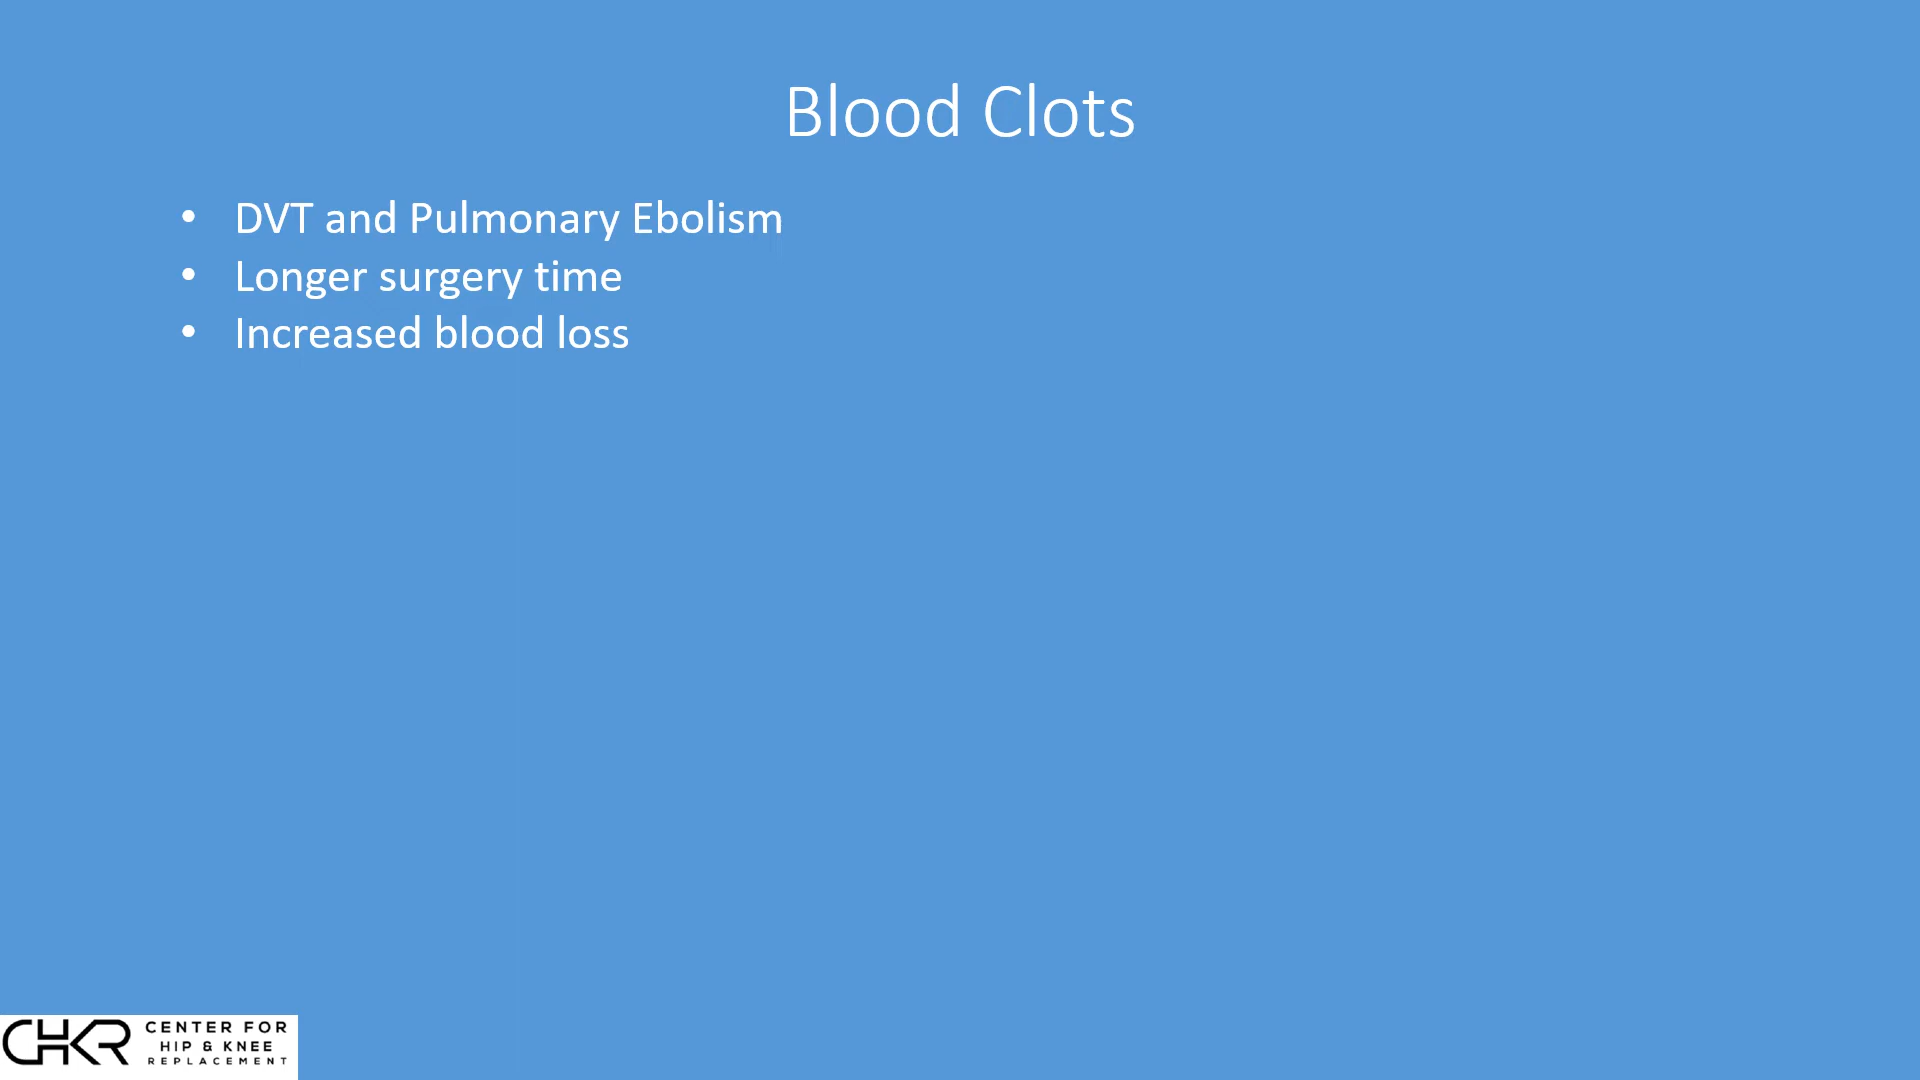 Blood Clots
• DVT and Pulmonary Ebolism
• Longer surgery time
• Increased blood loss
CHKR
CENTER FOR
HIP & KNEE
REPLACEMENT